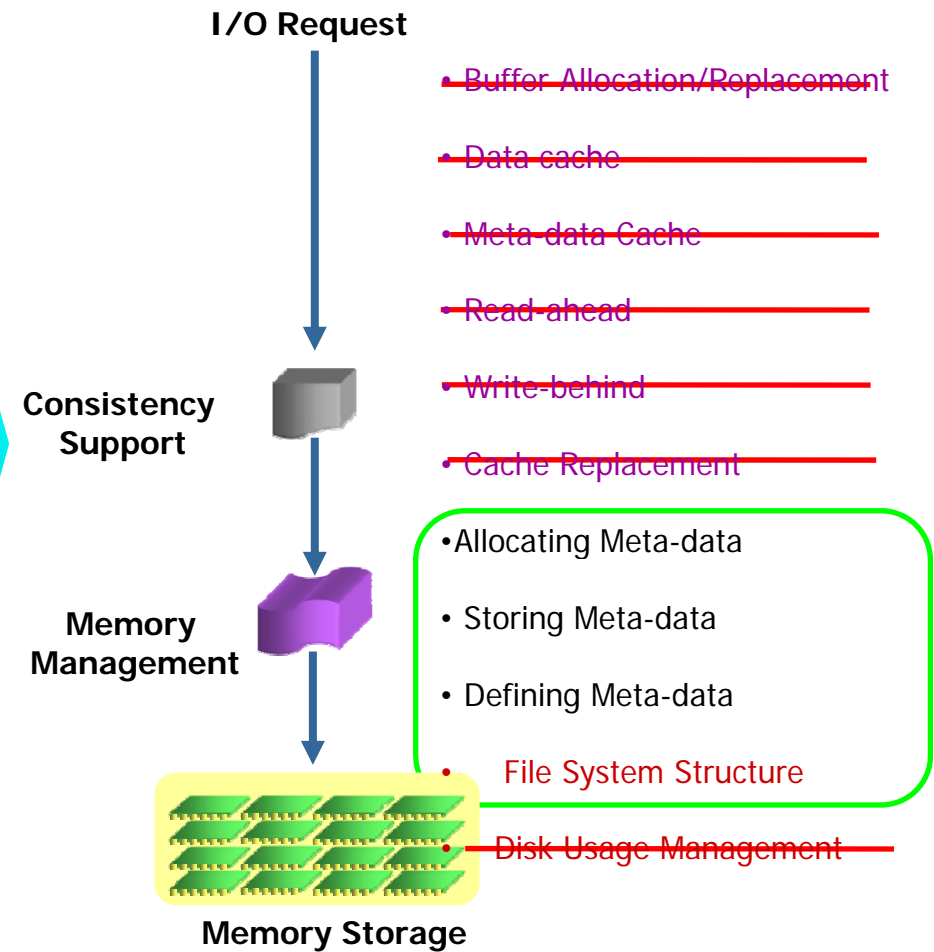 I/O Request
• Buffer Allocation/Replacement
• Data cache
• Meta-data Cache
• Read-ahead
• Write-behind
Consistency
Support
• Cache Replacement
•Allocating Meta-data
• Storing Meta-data
Memory
Management
• Defining Meta-data
• File System Structure
• Disk Usage Management
Memory Storage